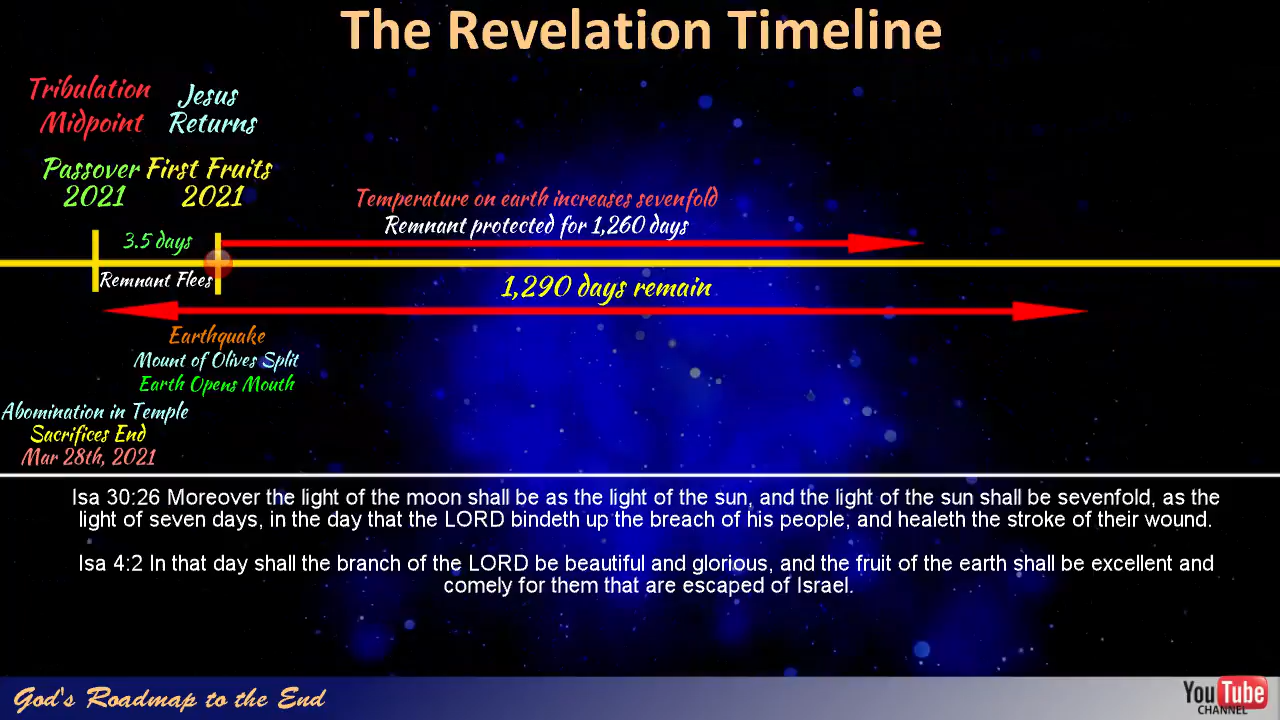 The Revelation Timeline
Tribulation
Midpoint
Jesus
Returns
Passover
2021
First Fruits
2021
Temperature on earth increases sevenfold
Remnant protected for 1,260 days
3.5 days
Remnant Flees
1,290 days remain
Earthquake
Mount of Olives Split
Earth Opens Mouth
Abomination in Temple
Sacrifices End
Mar 28th, 2021
Isa 30:26 Moreover the light of the moon shall be as the light of the sun, and the light of the sun shall be sevenfold, as the
light of seven days, in the day that the LORD bindeth up the breach of his people, and healeth the stroke of their wound.
Isa 4:2 In that day shall the branch of the LORD be beautiful and glorious, and the fruit of the earth shall be excellent and
comely for them that are escaped of Israel.
God's Roadmap to the End
YouTube
CHANNEL